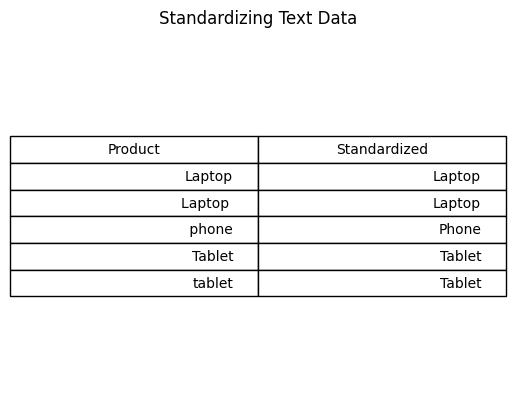 Standardizing Text Data
Product Standardized
Laptop Laptop
Laptop Laptop
phone Phone
Tablet Tablet
tablet Tablet